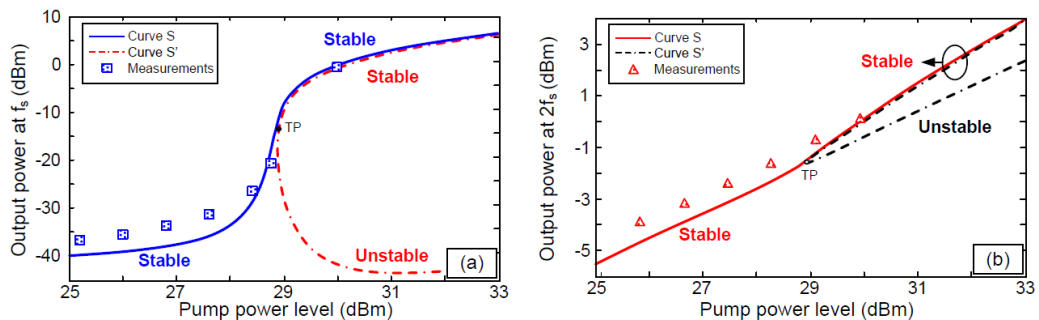 10
0
-10
-20
-30
-40
Output power at fs (dBm)
Curve S
Curve S'
Measurements
Stable
Stable
TP
Stable
Unstable
(a)
25
27
29
31
33
Pump power level (dBm)
3
1
-1
-3
-5
Output power at 2fs (dBm)
Curve S
Curve S'
Measurements
Stable
Unstable
TP
Stable
(b)
25
27
29
31
33
Pump power level (dBm)